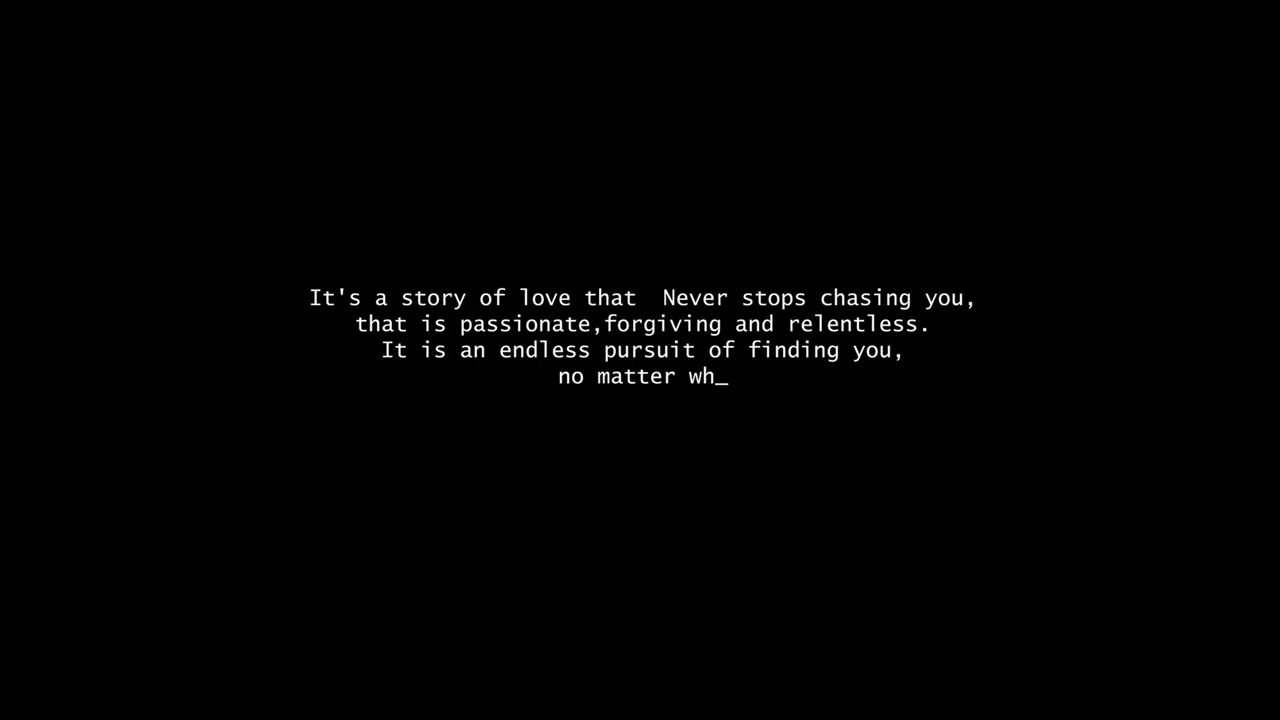 It's a story of love that  Never stops chasing you,
that is passionate,forgiving and relentless.
It is an endless pursuit of finding you,
no matter wh_